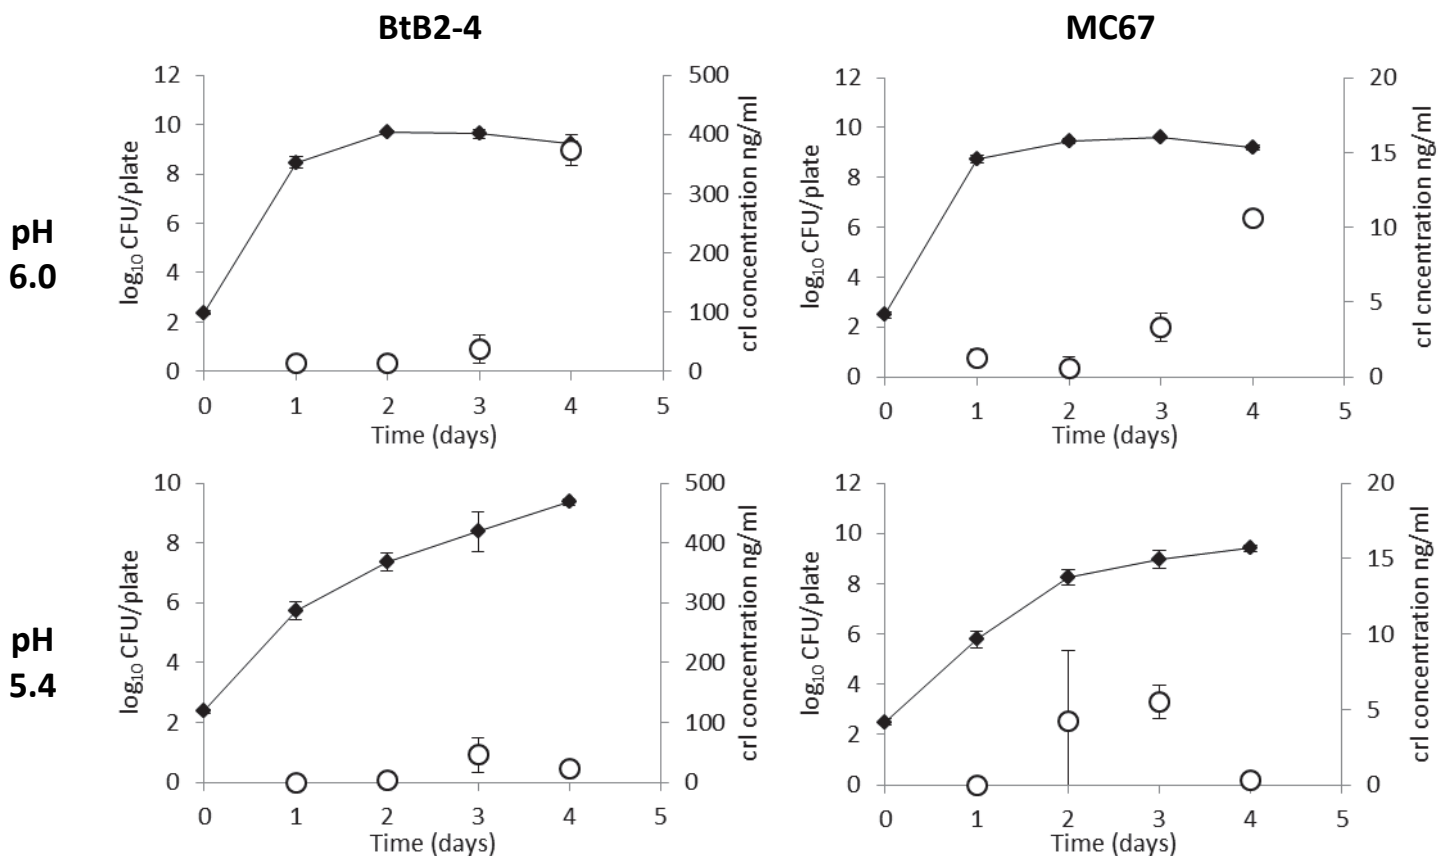 BtB2-4
MC67
pH
6.0
12
10
8
6
4
2
0
log₁₀ CFU/plate
500
400
300
200
100
0
crl concentration ng/ml
0 1 2 3 4 5
Time (days)
12
10
8
6
4
2
0
log₁₀ CFU/plate
20
15
10
5
0
crl cncentration ng/ml
0 1 2 3 4 5
Time (days)
pH
5.4
10
8
6
4
2
0
log₁₀ CFU/plate
500
400
300
200
100
0
crl concentration ng/ml
0 1 2 3 4 5
Time (days)
12
10
8
6
4
2
0
log₁₀ CFU/plate
20
15
10
5
0
crl concentration ng/ml
0 1 2 3 4 5
Time (days)